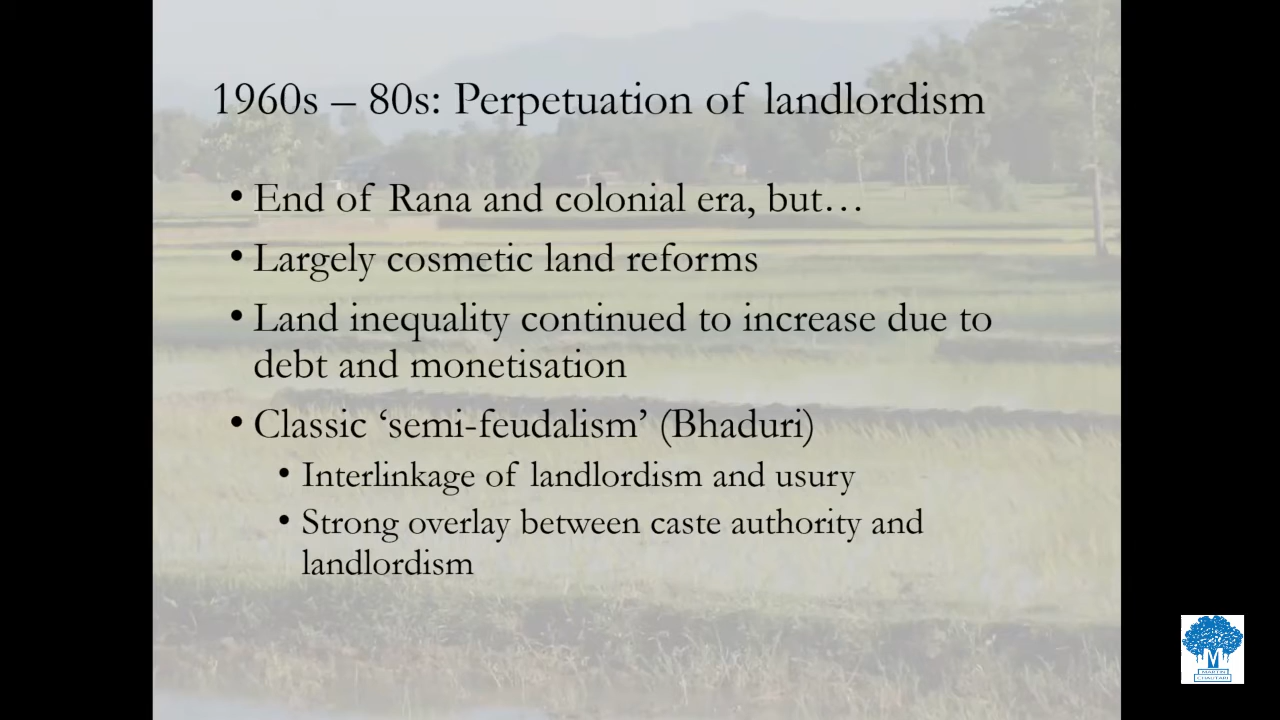 1960s – 80s: Perpetuation of landlordism
• End of Rana and colonial era, but…
• Largely cosmetic land reforms
• Land inequality continued to increase due to
debt and monetisation
• Classic ‘semi-feudalism’ (Bhaduri)
• Interlinkage of landlordism and usury
• Strong overlay between caste authority and
landlordism
MARTIN
CHAUTARI